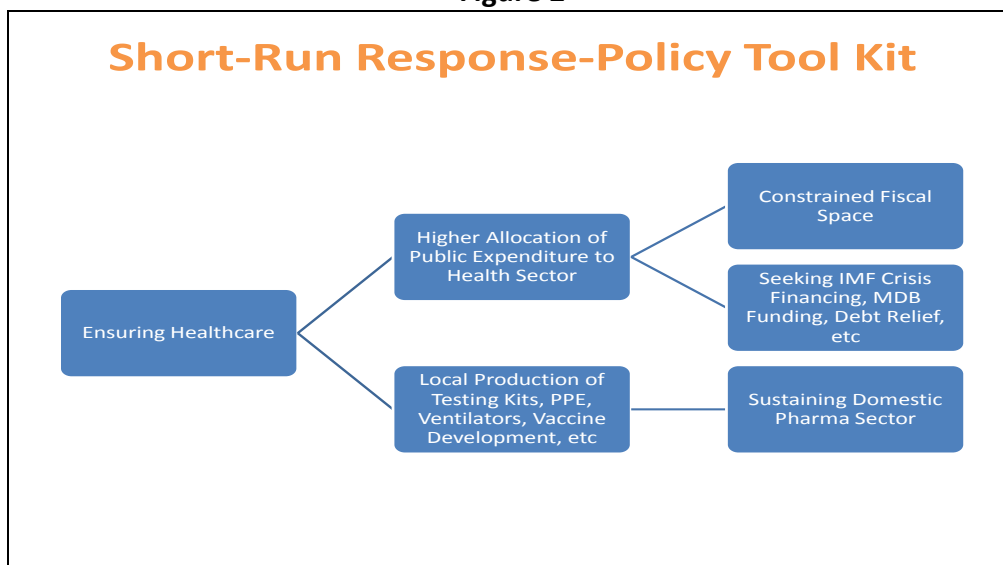 Short-Run Response-Policy Tool Kit
Ensuring Healthcare
Higher Allocation of
Public Expenditure to
Health Sector
Constrained Fiscal
Space
Seeking IMF Crisis
Financing, MDB
Funding, Debt Relief,
etc
Local Production of
Testing Kits, PPE,
Ventilators, Vaccine
Development, etc
Sustaining Domestic
Pharma Sector